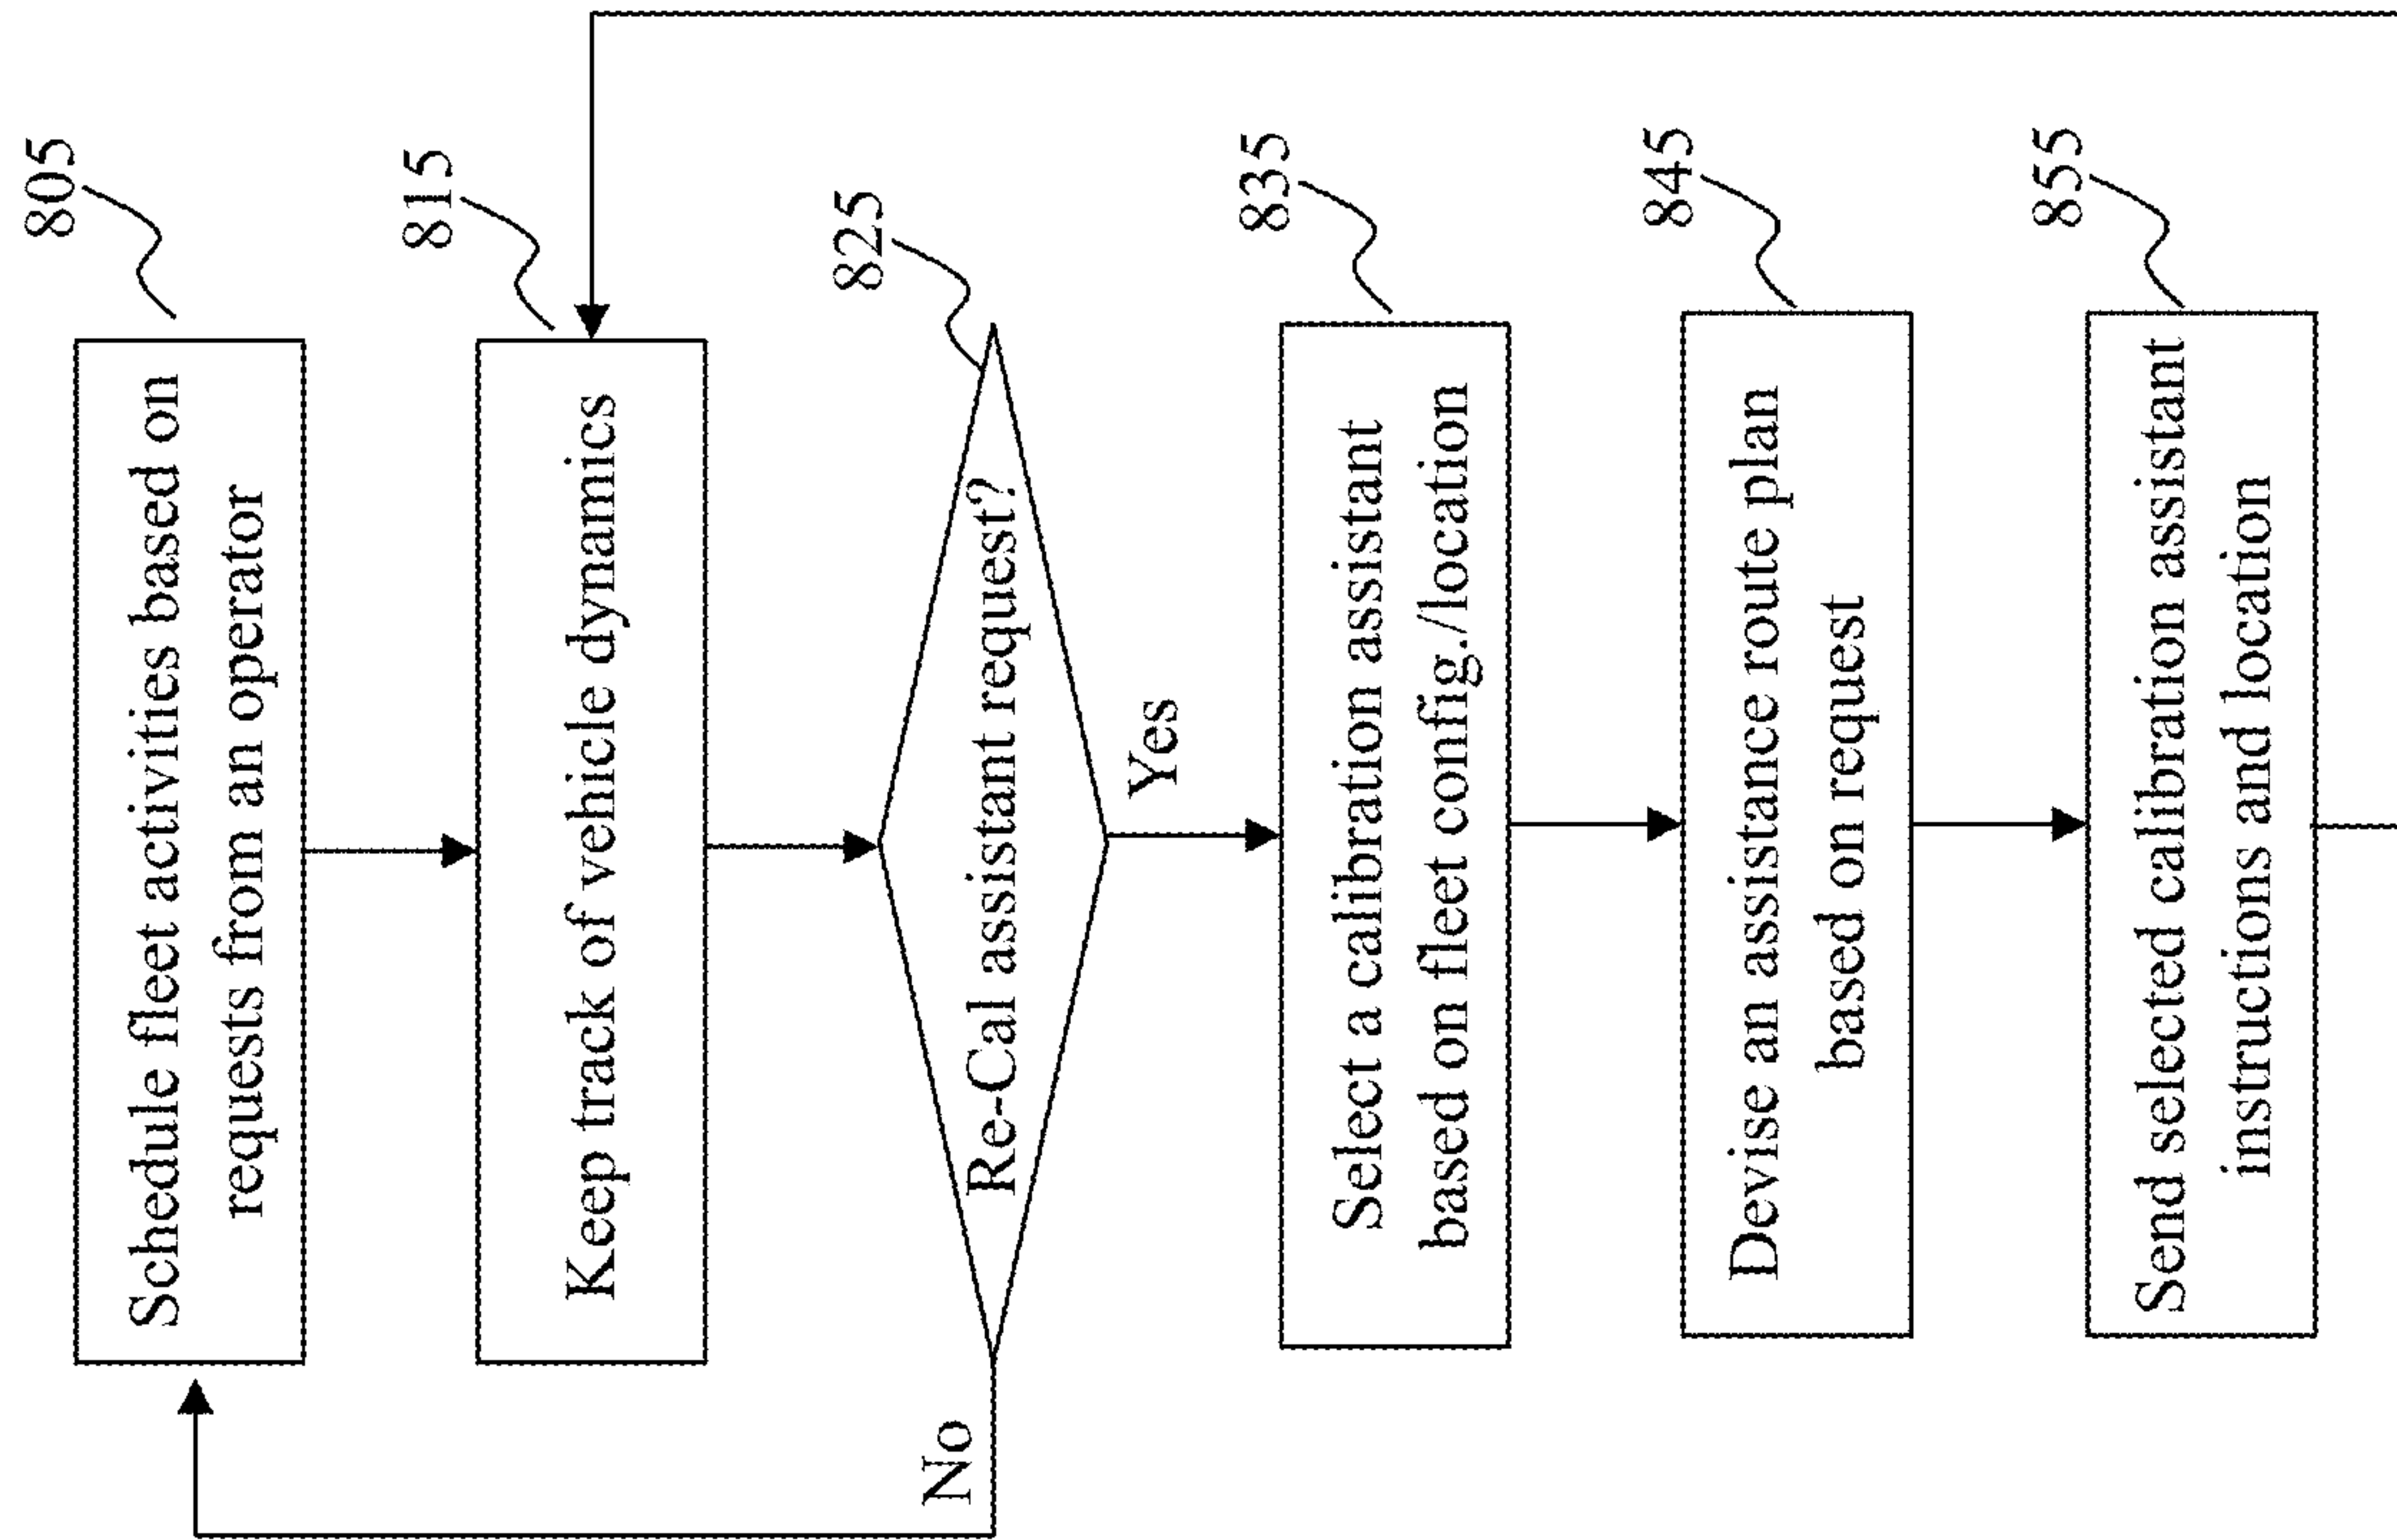 805
Schedule fleet activities based on
requests from an operator
815
Keep track of vehicle dynamics
825
Re-Cal assistant request?
No
Yes
835
Select a calibration assistant
based on fleet config./location
845
Devise an assistance route plan
based on request
855
Send selected calibration assistant
instructions and location